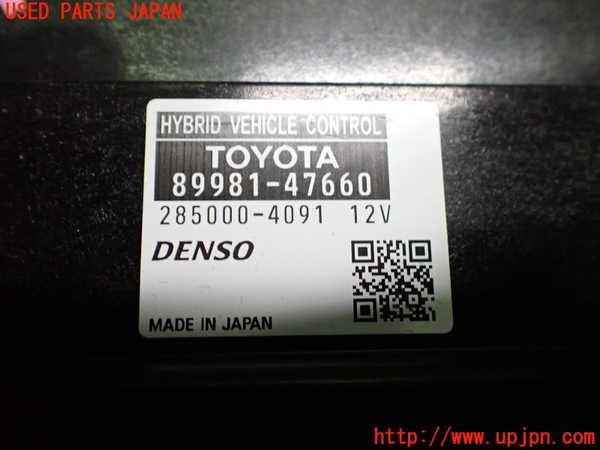 USED PARTS JAPAN
HYBRID VEHICLE CONTROL
TOYOTA
89981-47660
285000-4091 12V
DENSO
MADE IN JAPAN
http://www.upjpn.com